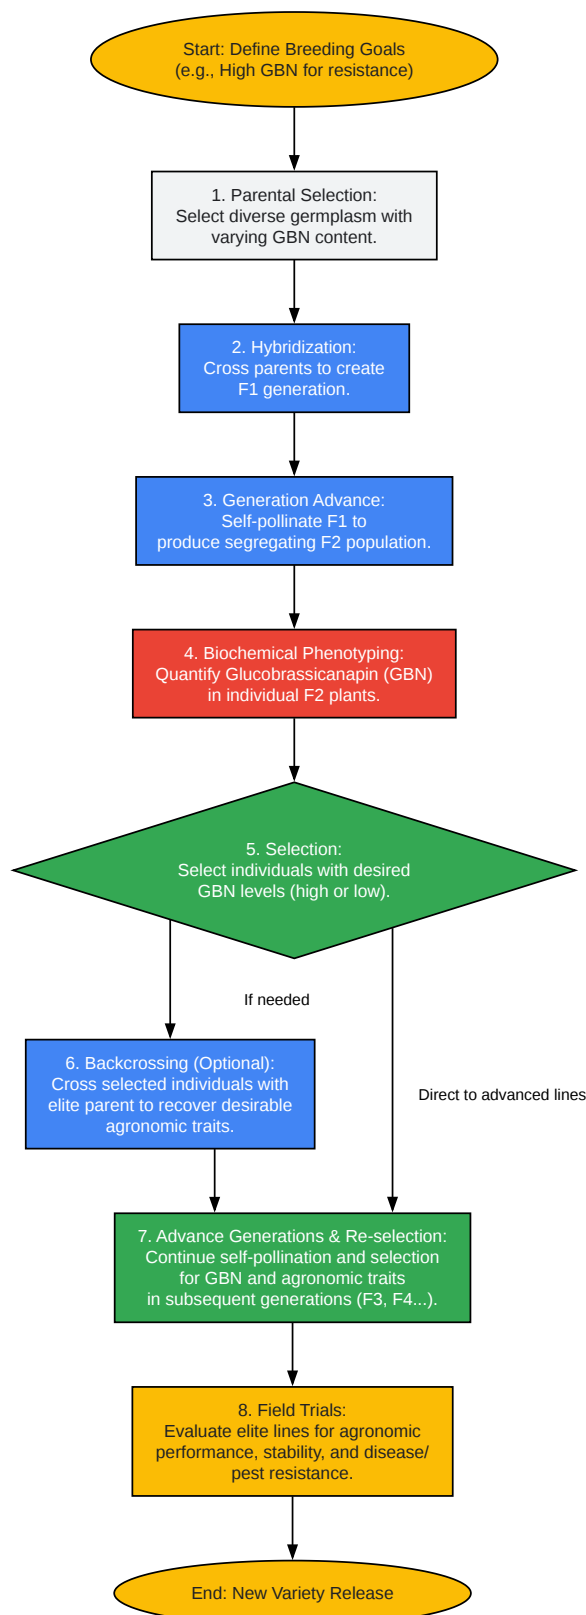 Start: Define Breeding Goals
(e.g., High GBN for resistance)
1. Parental Selection:
Select diverse germplasm with
varying GBN content.
2. Hybridization:
Cross parents to create
F1 generation.
3. Generation Advance:
Self-pollinate F1 to
produce segregating F2 population.
4. Biochemical Phenotyping:
Quantify Glucobrassicanapin (GBN)
in individual F2 plants.
5. Selection:
Select individuals with desired
GBN levels (high or low).
If needed
6. Backcrossing (Optional):
Cross selected individuals with
elite parent to recover desirable
agronomic traits.
Direct to advanced lines
7. Advance Generations & Re-selection:
Continue self-pollination and selection
for GBN and agronomic traits
in subsequent generations (F3, F4...).
8. Field Trials:
Evaluate elite lines for agronomic
performance, stability, and disease/
pest resistance.
End: New Variety Release